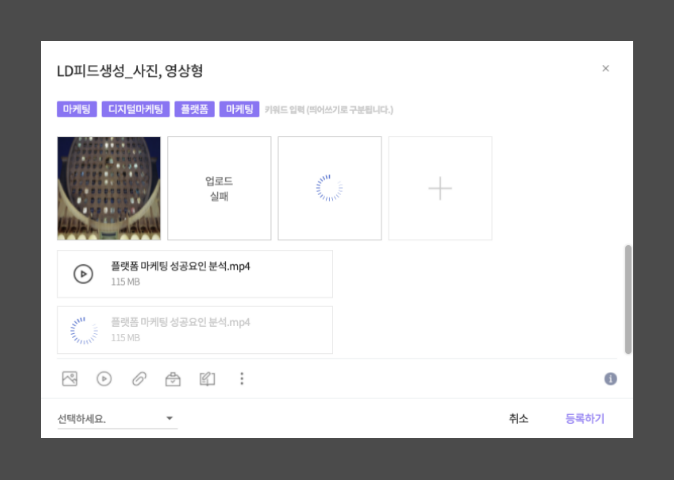 LD피드생성_사진, 영상형
마케팅 디지털마케팅 플랫폼 마케팅 키워드 입력 (띄어쓰기로 구분됩니다.)
업로드
실패
플랫폼 마케팅 성공요인 분석.mp4
115 MB
플랫폼 마케팅 성공요인 분석.mp4
115 MB
선택하세요. 취소 등록하기